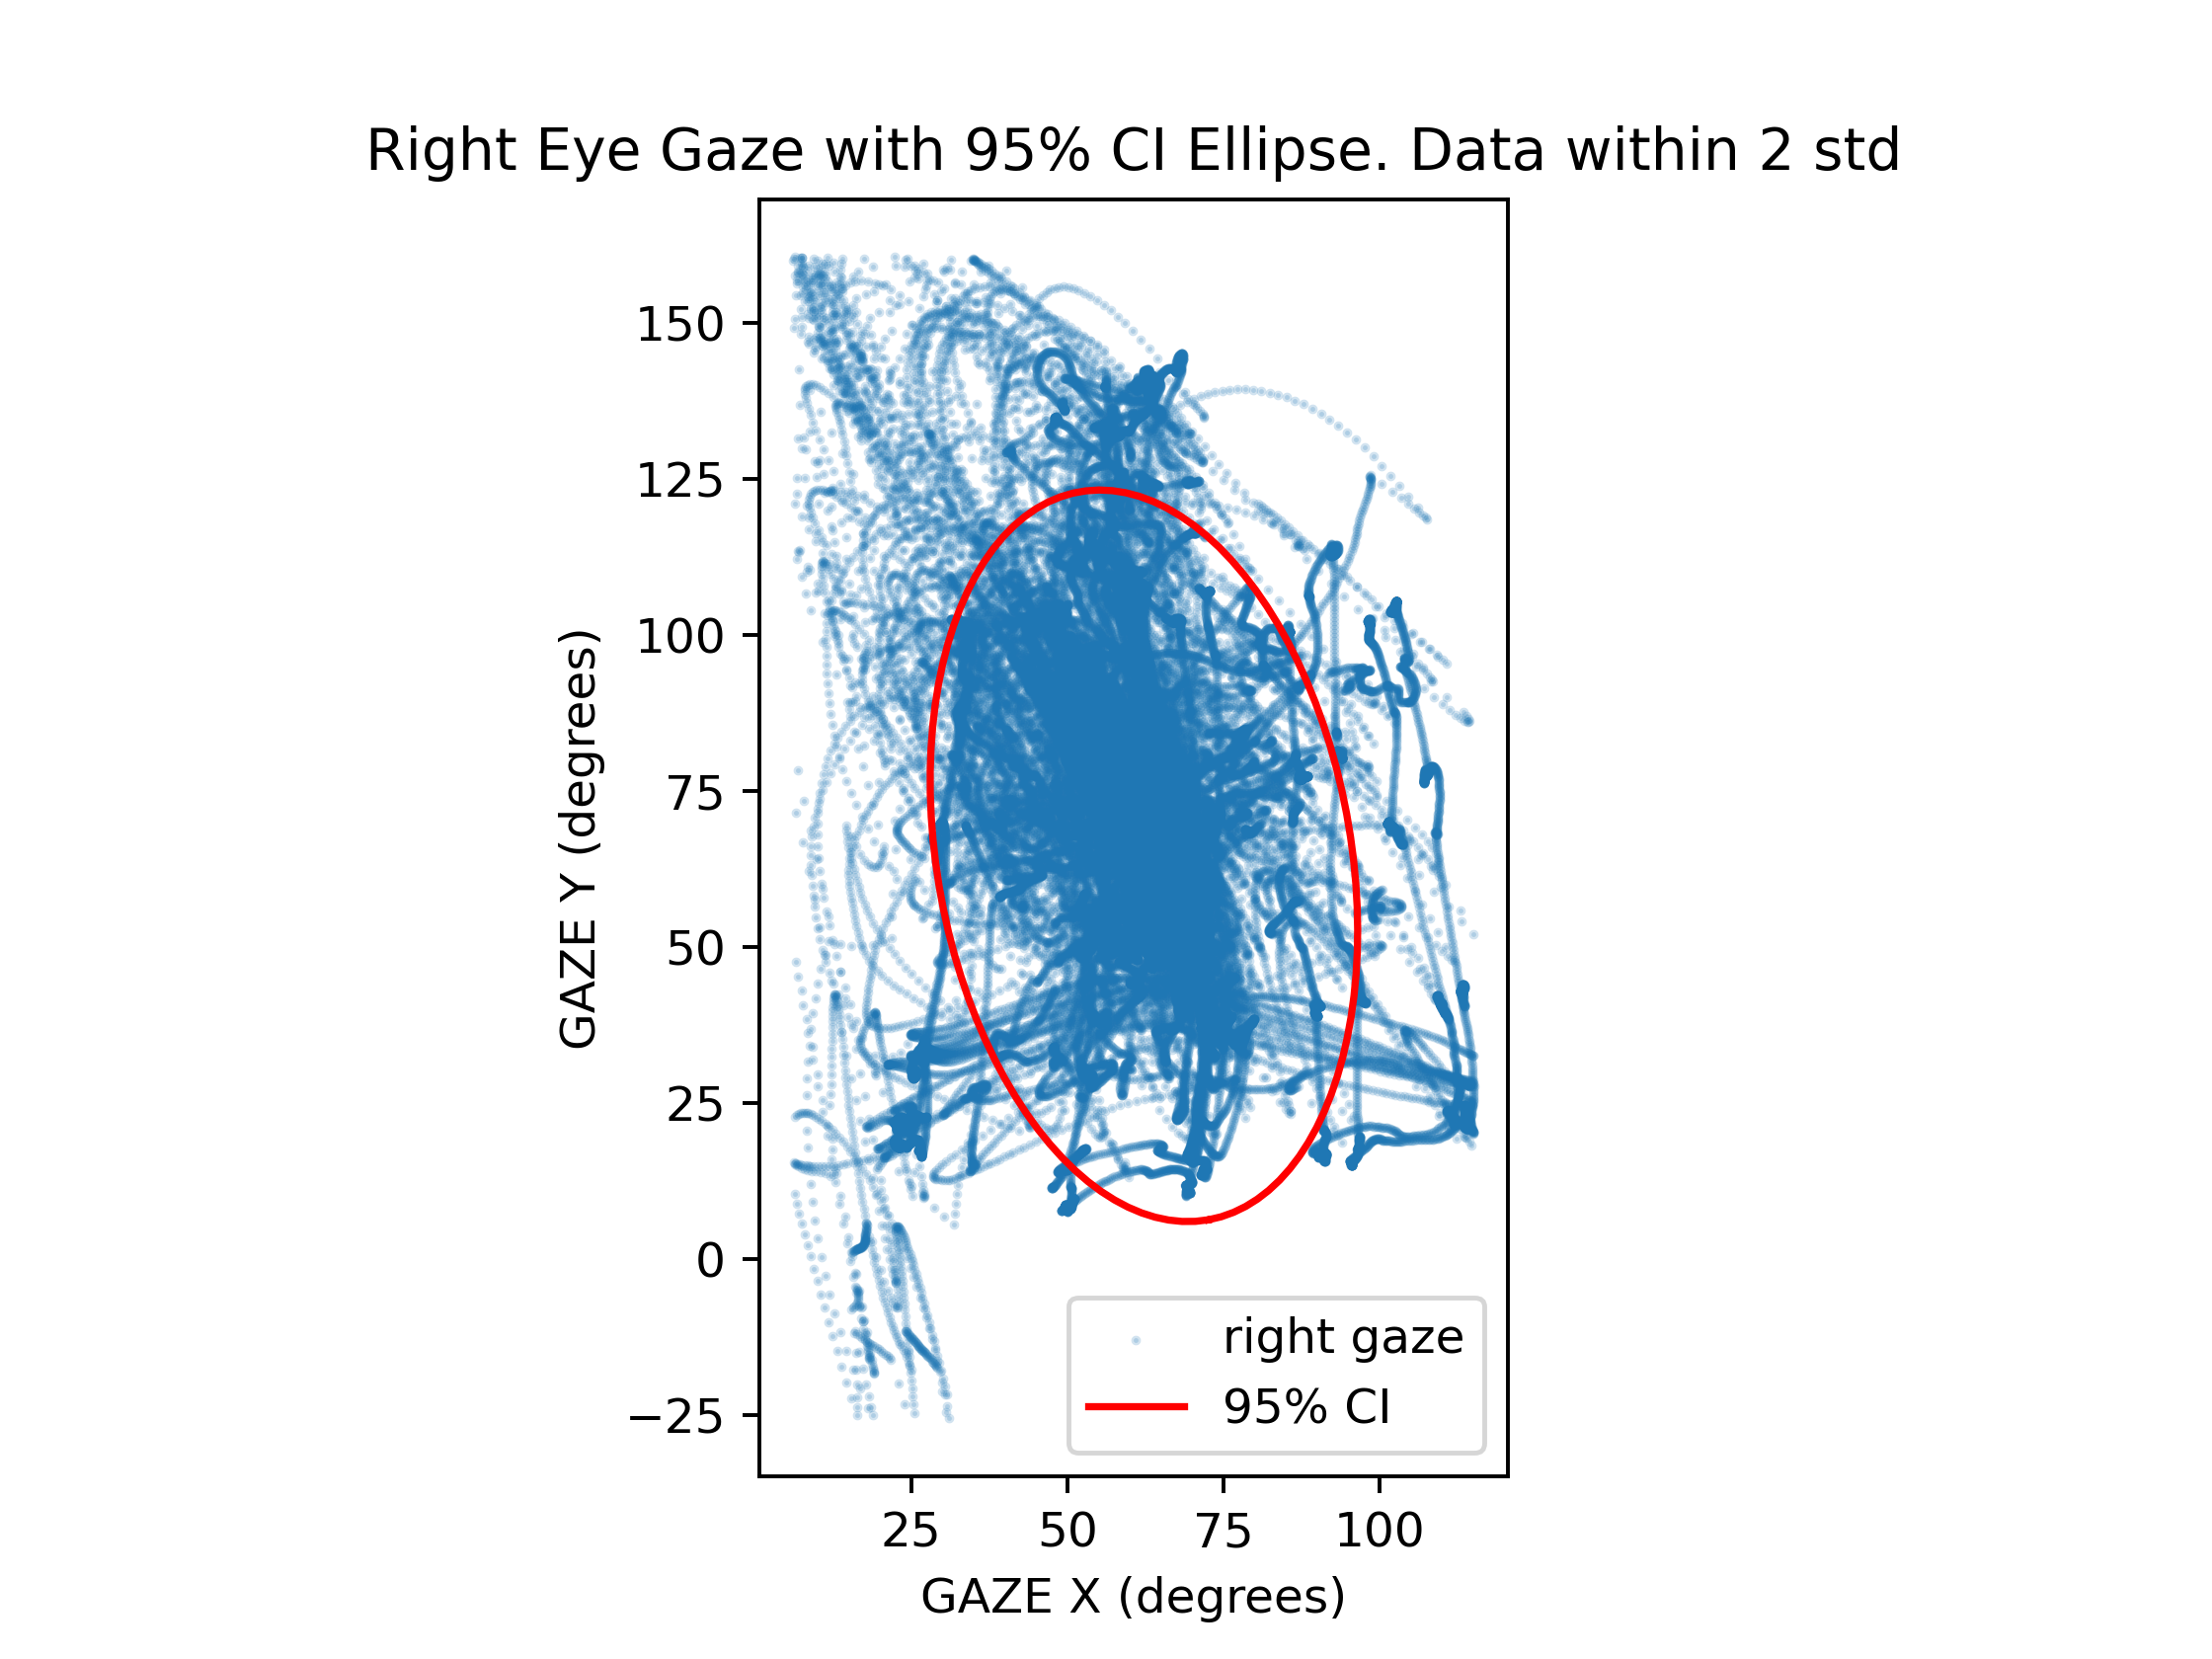 Right Eye Gaze with 95% CI Ellipse. Data within 2 std
150
125
100
75
50
25
0
−25
GAZE Y (degrees)
right gaze
95% CI
25 50 75 100
GAZE X (degrees)